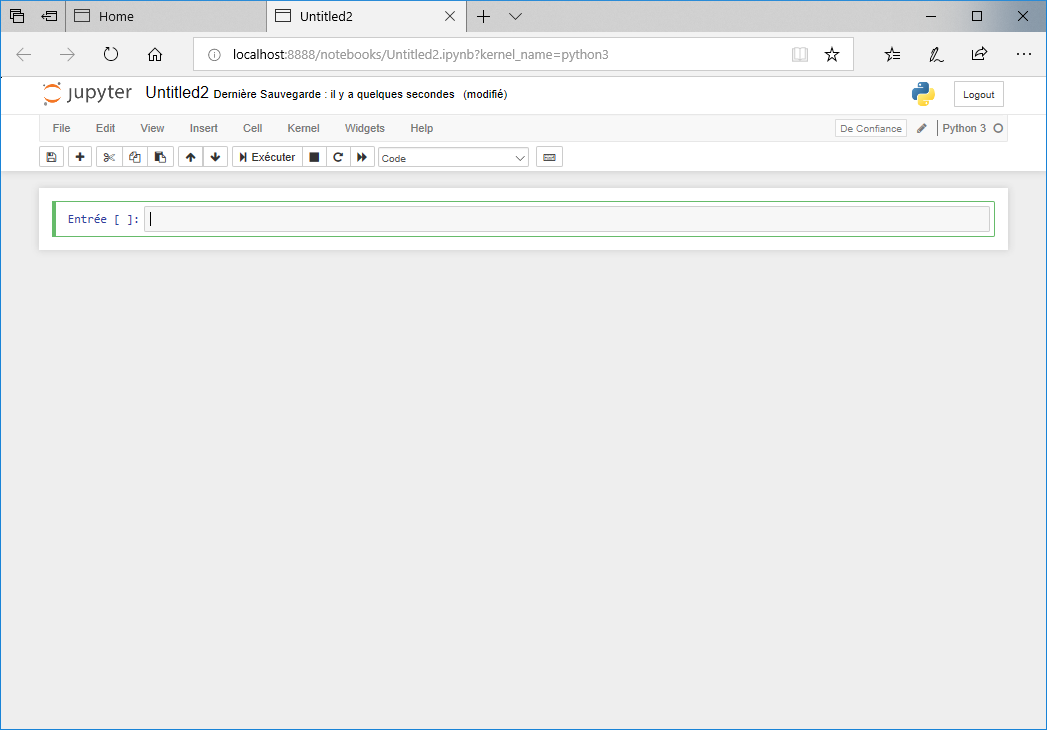 Home
Untitled2
localhost:8888/notebooks/Untitled2.ipynb?kernel_name=python3
jupyter Untitled2 Dernière Sauvegarde : il y a quelques secondes (modifié)
Logout
File Edit View Insert Cell Kernel Widgets Help
De Confiance
Python 3
Exécuter
Code
Entrée [ ]: